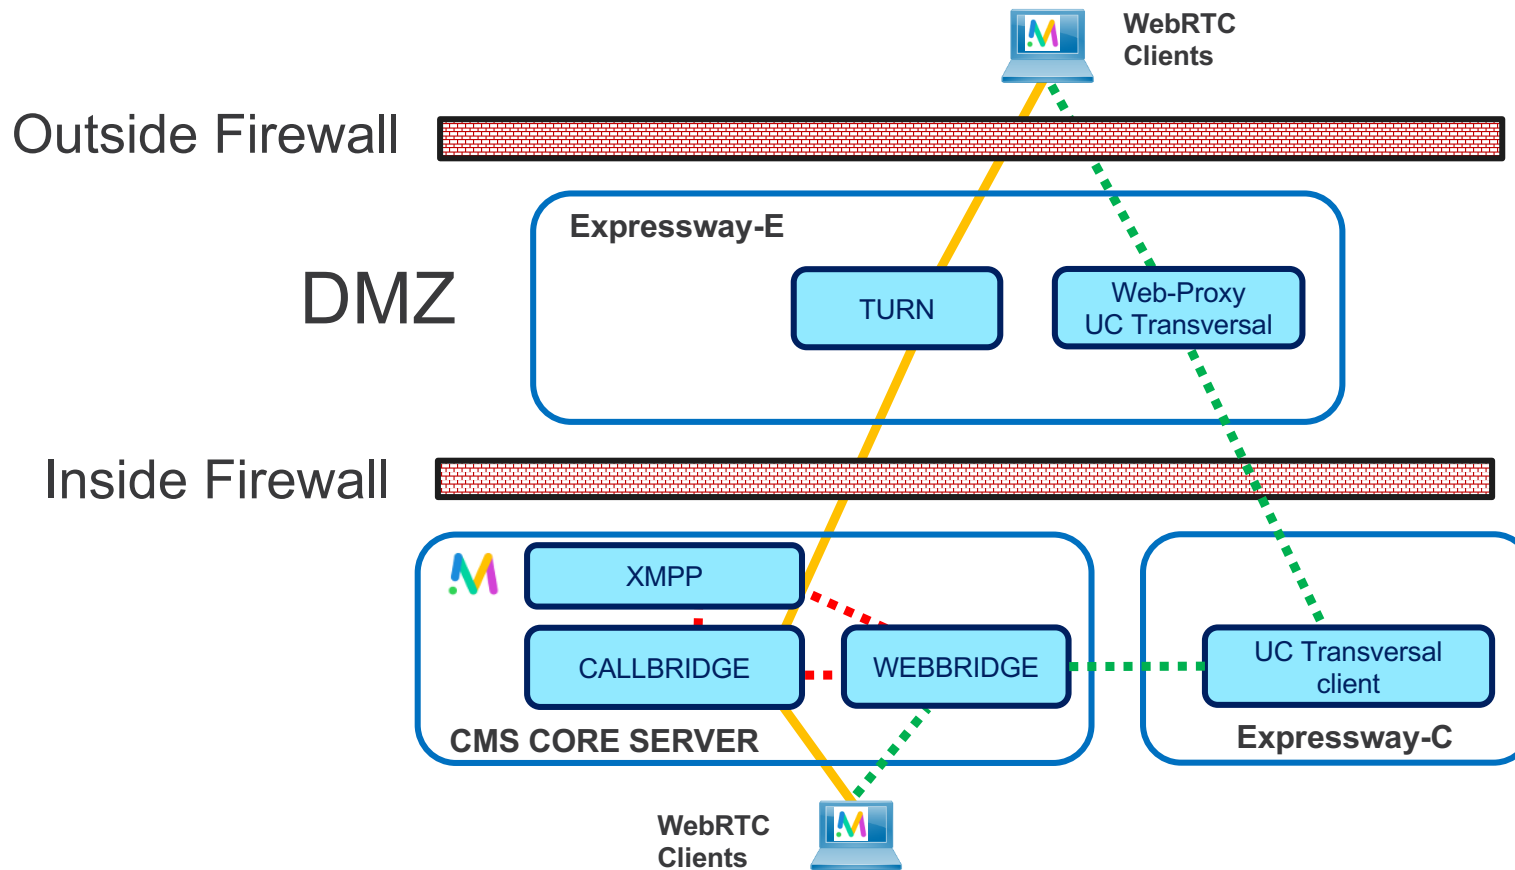 WebRTC
Clients
Outside Firewall
Expressway-E
DMZ
TURN
Web-Proxy
UC Transversal
Inside Firewall
XMPP
CALLBRIDGE
WEBBRIDGE
UC Transversal
client
CMS CORE SERVER
Expressway-C
WebRTC
Clients